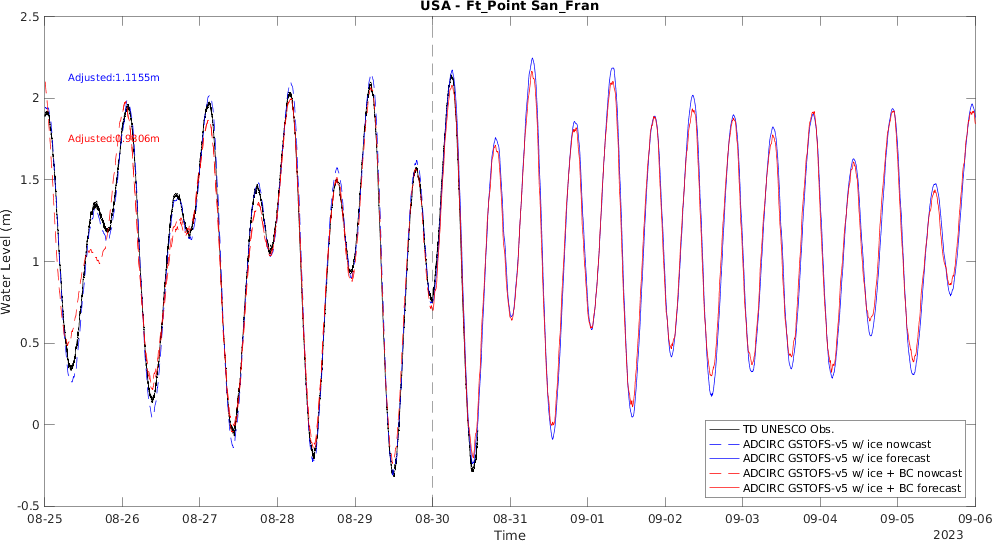 USA - Ft_Point San_Fran
2.5
Adjusted:1.1155m
2
Adjusted:0.9806m
1.5
Water Level (m)
1
0.5
0
TD UNESCO Obs.
ADCIRC GSTOFS-v5 w/ ice nowcast
ADCIRC GSTOFS-v5 w/ ice forecast
ADCIRC GSTOFS-v5 w/ ice + BC nowcast
ADCIRC GSTOFS-v5 w/ ice + BC forecast
-0.5
08-25 08-26 08-27 08-28 08-29 08-30 08-31 09-01 09-02 09-03 09-04 09-05 09-06
Time
2023